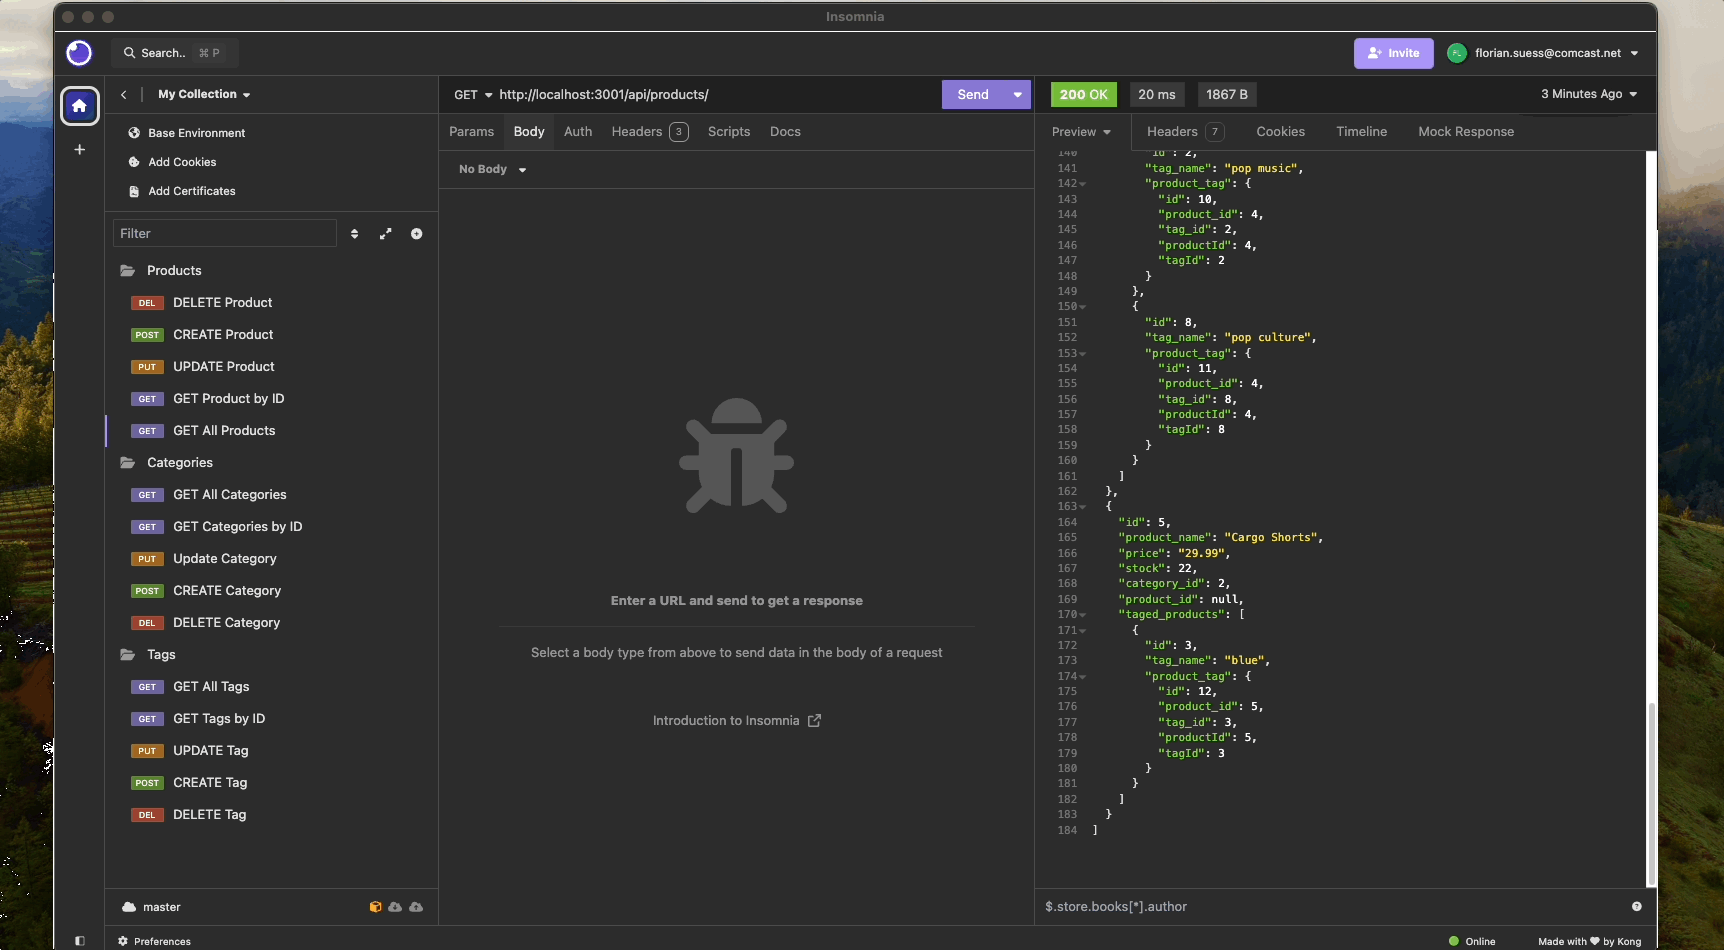 Insomnia
Search.. ⌘ P
Invite
FL
florian.suess@comcast.net
My Collection
GET http://localhost:3001/api/products/
Send
200 OK
20 ms
1867 B
3 Minutes Ago
Base Environment
Add Cookies
Add Certificates
Filter
Products
DEL DELETE Product
POST CREATE Product
PUT UPDATE Product
GET GET Product by ID
GET GET All Products
Categories
GET GET All Categories
GET GET Categories by ID
PUT Update Category
POST CREATE Category
DEL DELETE Category
Tags
GET GET All Tags
GET GET Tags by ID
PUT UPDATE Tag
POST CREATE Tag
DEL DELETE Tag
master
Preferences
Params Body Auth Headers 3 Scripts Docs
No Body
Enter a URL and send to get a response
Select a body type from above to send data in the body of a request
Introduction to Insomnia
Preview Headers 7 Cookies Timeline Mock Response
140 "id": 2,
141 "tag_name": "pop music",
142 "product_tag": {
143 "id": 10,
144 "product_id": 4,
145 "tag_id": 2,
146 "productId": 4,
147 "tagId": 2
148 }
149 },
150 {
151 "id": 8,
152 "tag_name": "pop culture",
153 "product_tag": {
154 "id": 11,
155 "product_id": 4,
156 "tag_id": 8,
157 "productId": 4,
158 "tagId": 8
159 }
160 }
161 ]
162 },
163 {
164 "id": 5,
165 "product_name": "Cargo Shorts",
166 "price": "29.99",
167 "stock": 22,
168 "category_id": 2,
169 "product_id": null,
170 "taged_products": [
171 {
172 "id": 3,
173 "tag_name": "blue",
174 "product_tag": {
175 "id": 12,
176 "product_id": 5,
177 "tag_id": 3,
178 "productId": 5,
179 "tagId": 3
180 }
181 }
182 ]
183 }
184 ]
$.store.books[*].author
Online
Made with ♥ by Kong